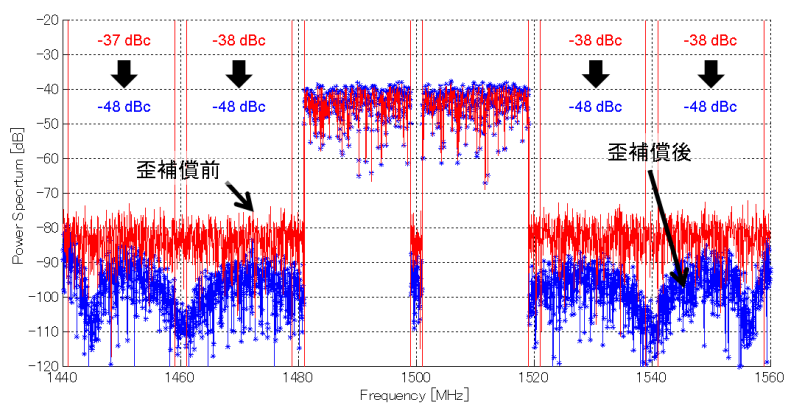 -20
-37 dBc
-38 dBc
-38 dBc
-38 dBc
-30
-40
-48 dBc
-48 dBc
-48 dBc
-48 dBc
-50
歪補償前
歪補償後
-60
-70
-80
-90
-100
-110
-120
Power Spectrum [dB]
1440
1460
1480
1500
1520
1540
1560
Frequency [MHz]